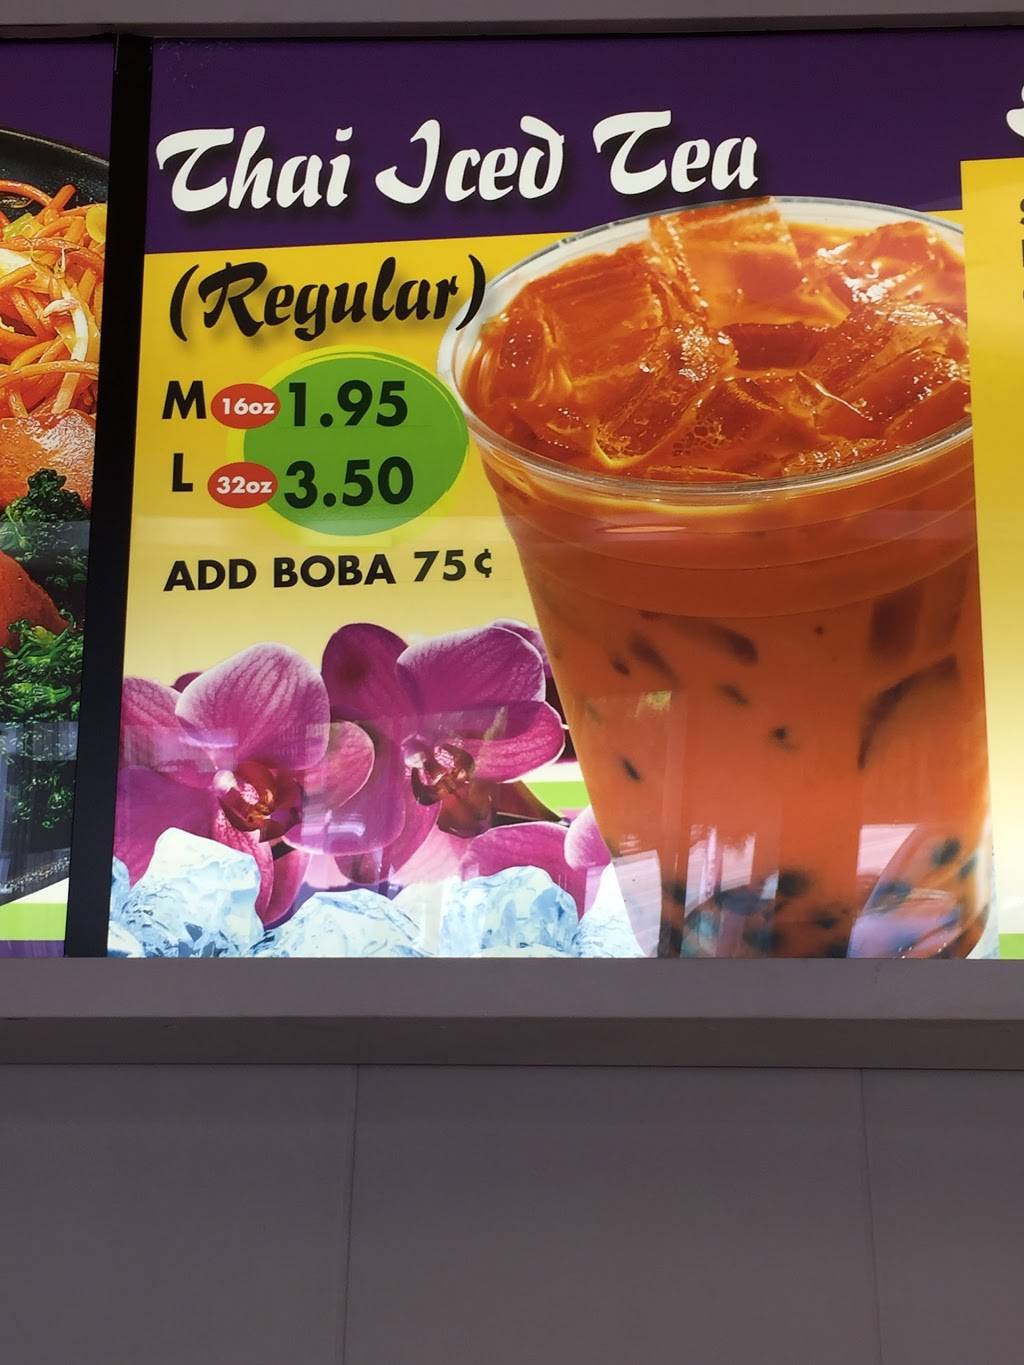 Thai Iced Tea
(Regular)
M 16oz 1.95
L 32oz 3.50
ADD BOBA 75¢